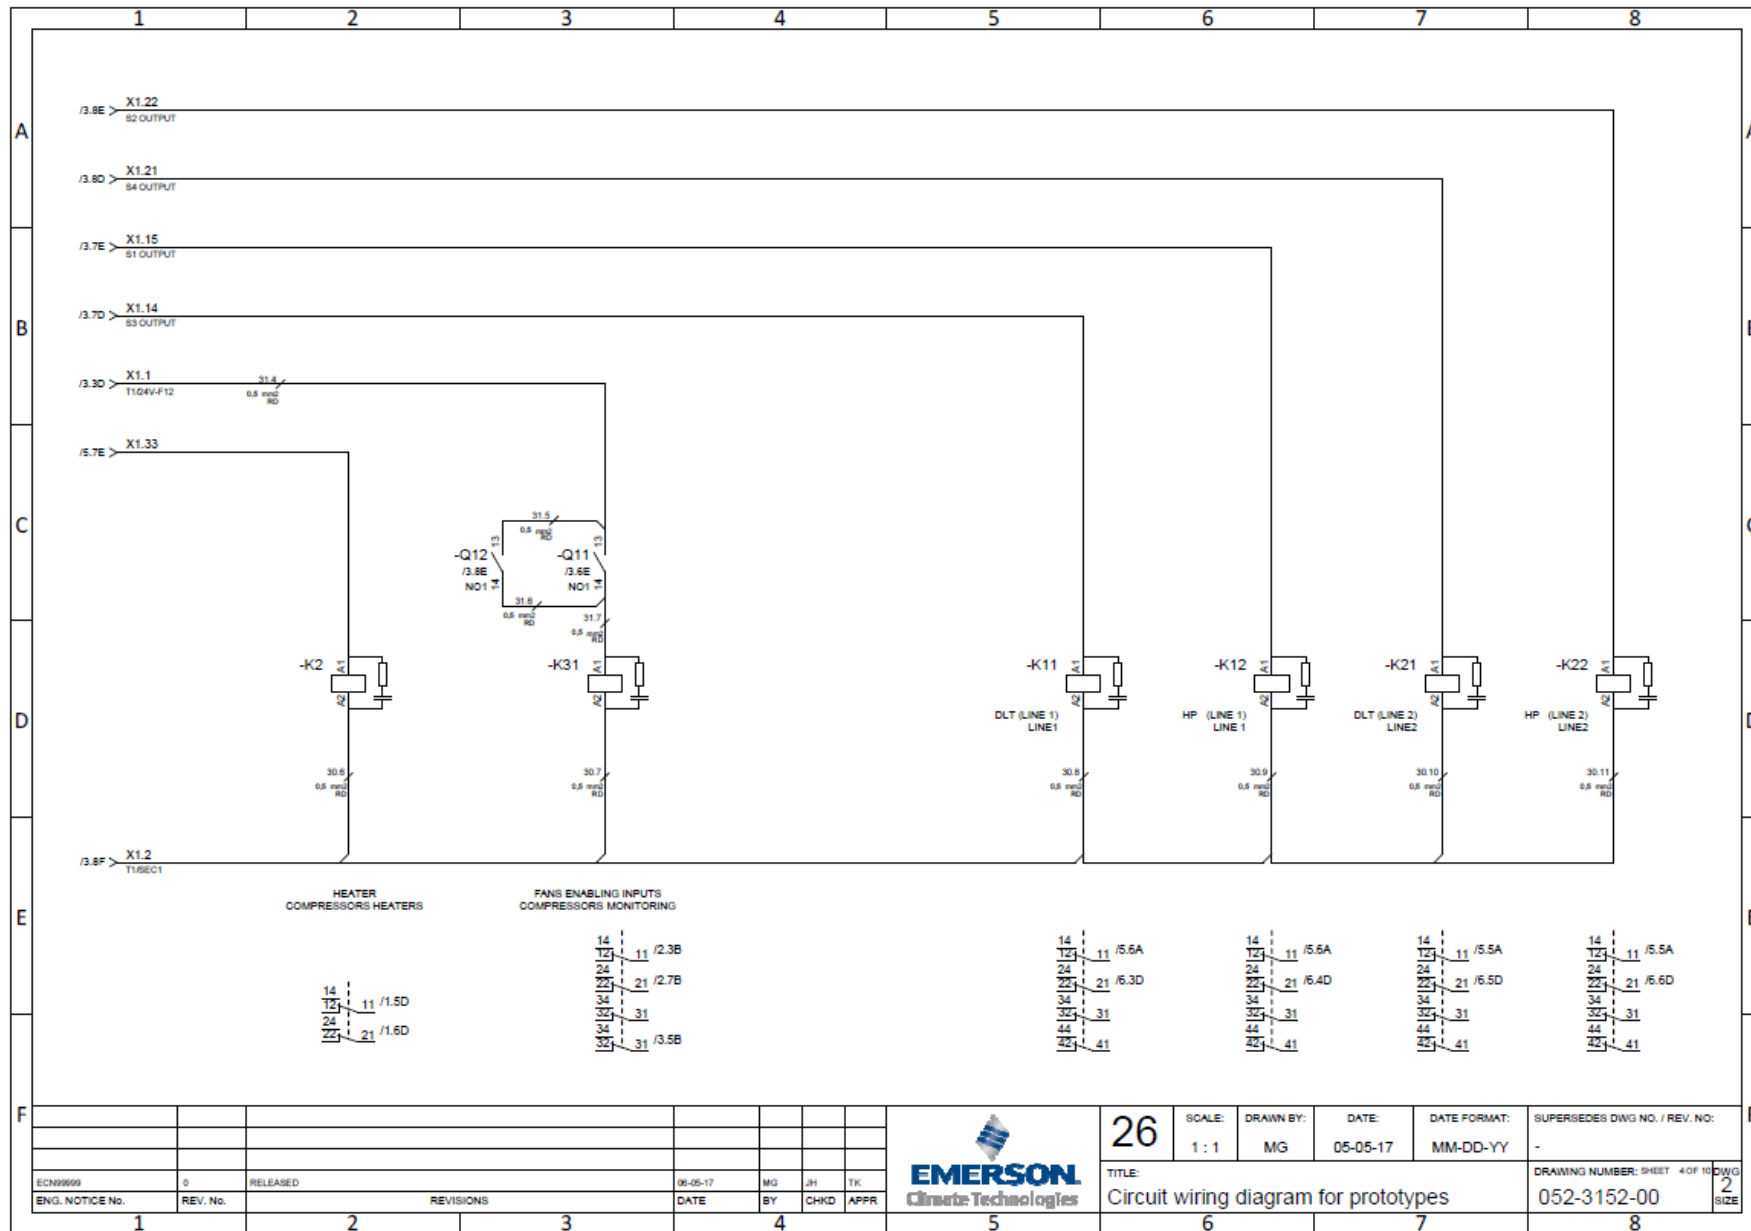 1 2 3 4 5 6 7 8
A
/3.8E X1.22
S2 OUTPUT
/3.8D X1.21
S4 OUTPUT
/3.7E X1.15
S1 OUTPUT
B
/3.7D X1.14
S3 OUTPUT
/3.3D X1.1
T1/24V-F12
31.4
0,5 mm2
RD
/5.7E X1.33
C
31.5
0,5 mm2
RD
-Q12 13
/3.8E
NO1 14
-Q11 13
/3.6E
NO1 14
31.6
0,5 mm2
RD
31.7
0,5 mm2
RD
D
-K2 A1
A2
-K31 A1
A2
-K11 A1
A2
DLT (LINE 1)
LINE1
-K12 A1
A2
HP (LINE 1)
LINE 1
-K21 A1
A2
DLT (LINE 2)
LINE2
-K22 A1
A2
HP (LINE 2)
LINE2
30.6
0,5 mm2
RD
30.7
0,5 mm2
RD
30.8
0,5 mm2
RD
30.9
0,5 mm2
RD
30.10
0,5 mm2
RD
30.11
0,5 mm2
RD
/3.8F X1.2
T1/SEC1
E
HEATER
COMPRESSORS HEATERS
FANS ENABLING INPUTS
COMPRESSORS MONITORING
14
12 11 /1.5D
24
22 21 /1.6D
14
12 11 /2.3B
24
22 21 /2.7B
34
32 31
34
32 31 /3.5B
14
12 11 /5.6A
24
22 21 /6.3D
34
32 31
44
42 41
14
12 11 /5.6A
24
22 21 /6.4D
34
32 31
44
42 41
14
12 11 /5.5A
24
22 21 /6.5D
34
32 31
44
42 41
14
12 11 /5.5A
24
22 21 /6.6D
34
32 31
44
42 41
F
ECN99999 0 RELEASED 06-05-17 MG JH TK
ENG. NOTICE No. REV. No. REVISIONS DATE BY CHKD APPR
EMERSON.
Climate Technologies
26
SCALE: DRAWN BY: DATE: DATE FORMAT: SUPERSEDES DWG NO. / REV. NO:
1 : 1 MG 05-05-17 MM-DD-YY -
TITLE:
Circuit wiring diagram for prototypes
DRAWING NUMBER: SHEET 4 OF 10
052-3152-00
DWG
2
SIZE
1 2 3 4 5 6 7 8